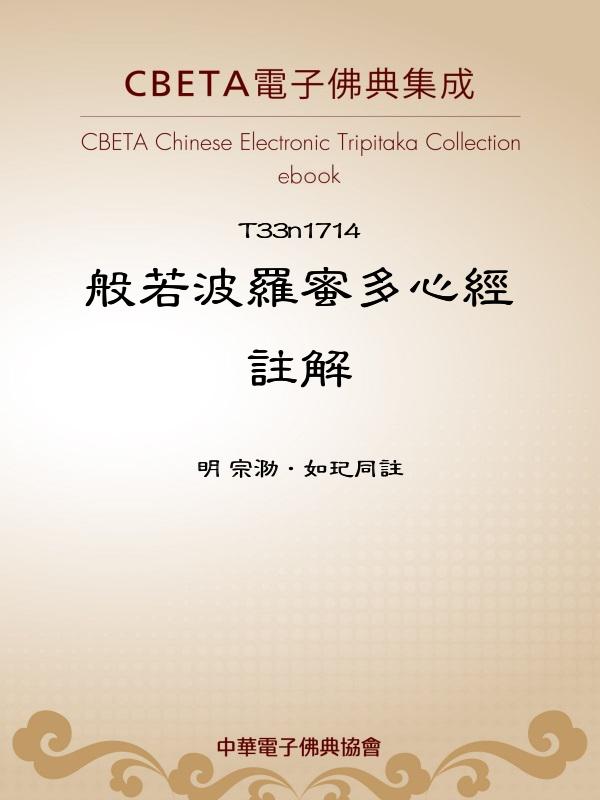 CBETA電子佛典集成
CBETA Chinese Electronic Tripitaka Collection
ebook
T33n1714
般若波羅蜜多心經
註解
明 宗泐．如玘同註
中華電子佛典協會